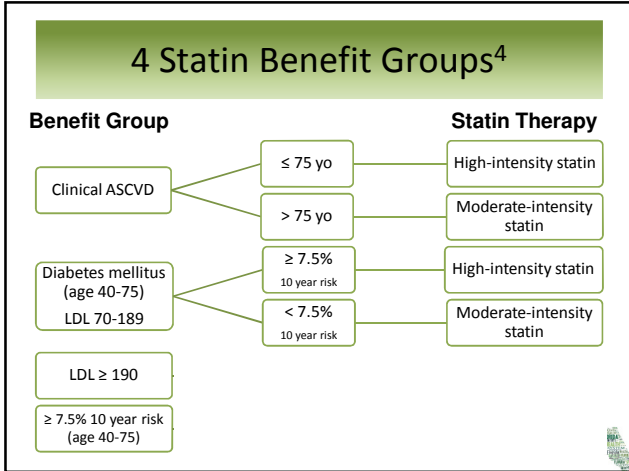 4 Statin Benefit Groups⁴
Benefit Group
Statin Therapy
Clinical ASCVD
≤ 75 yo
High-intensity statin
> 75 yo
Moderate-intensity
statin
Diabetes mellitus
(age 40-75)
LDL 70-189
≥ 7.5%
10 year risk
High-intensity statin
< 7.5%
10 year risk
Moderate-intensity
statin
LDL ≥ 190
≥ 7.5% 10 year risk
(age 40-75)